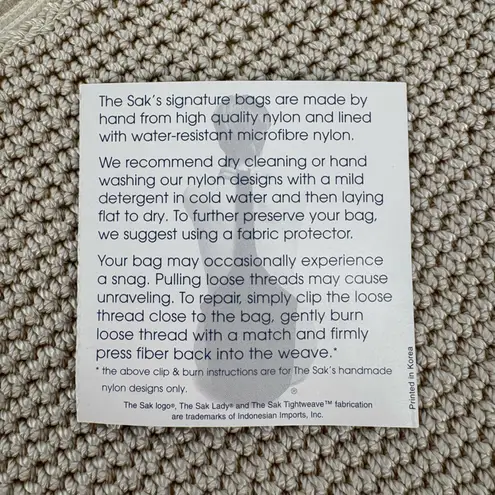 The Sak's signature bags are made by
hand from high quality nylon and lined
with water-resistant microfibre nylon.
We recommend dry cleaning or hand
washing our nylon designs with a mild
detergent in cold water and then laying
flat to dry. To further preserve your bag,
we suggest using a fabric protector.
Your bag may occasionally experience
a snag. Pulling loose threads may cause
unraveling. To repair, simply clip the loose
thread close to the bag, gently burn
loose thread with a match and firmly
press fiber back into the weave.*
* the above clip & burn instructions are for The Sak's handmade
nylon designs only.
®
The Sak logo®, The Sak Lady® and The Sak Tightweave™ fabrication
are trademarks of Indonesian Imports, Inc.
Printed in Korea